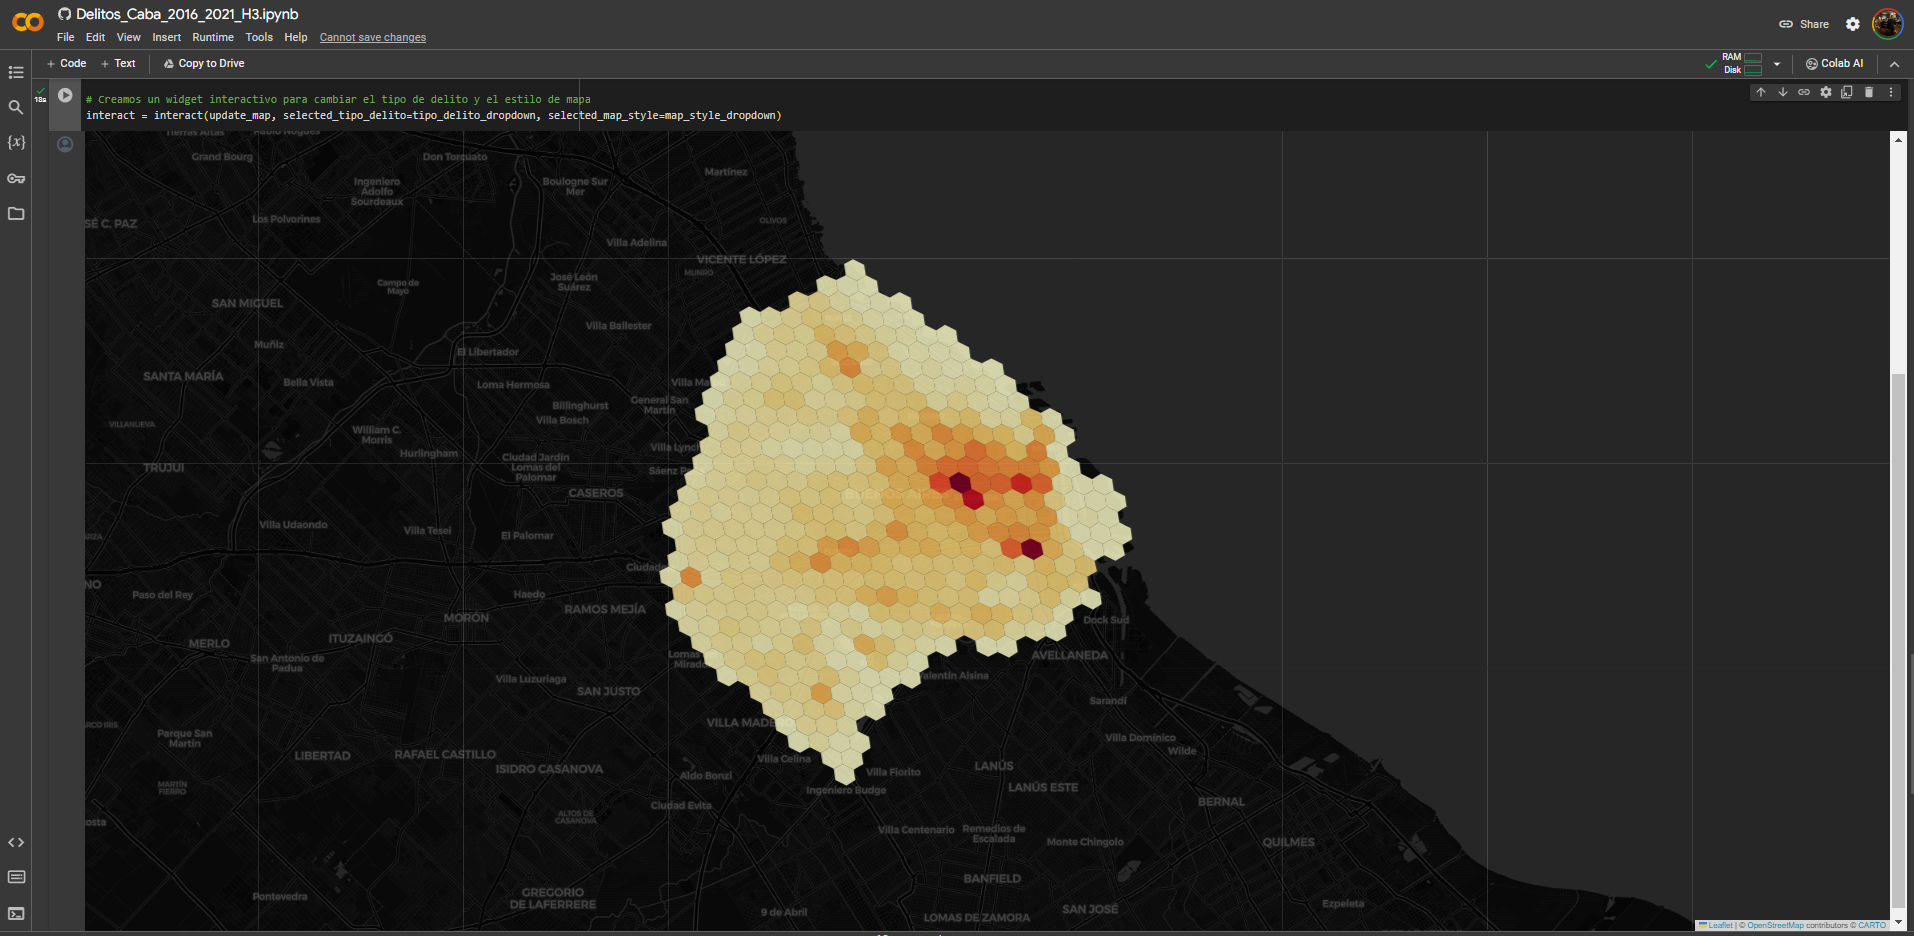 Delitos_Caba_2016_2021_H3.ipynb
File Edit View Insert Runtime Tools Help Cannot save changes
Share
+ Code + Text Copy to Drive
RAM
Disk
Colab AI
18s
# Creamos un widget interactivo para cambiar el tipo de delito y el estilo de mapa
interact = interact(update_map, selected_tipo_delito=tipo_delito_dropdown, selected_map_style=map_style_dropdown)
{x}
Tierras Altas
Pablo Nogués
Grand Bourg
Don Torcuato
Martínez
Ingeniero
Adolfo
Sourdeaux
Boulogne Sur
Mer
Los Polvorines
OLIVOS
SÉ C. PAZ
Villa Adelina
VICENTE LÓPEZ
MUNRO
José León
Suárez
Campo de
Mayo
SAN MIGUEL
Villa Ballester
Muñiz
El Libertador
SANTA MARÍA
Bella Vista
Loma Hermosa
Villa Ma
Billinghurst
General San
Martín
VILLANUEVA
Villa Bosch
William C.
Morris
Hurlingham
Villa Lynch
Ciudad Jardín
Lomas del
Palomar
TRUJUI
Sáenz P
CASEROS
BUENOS AIRES
Villa Udaondo
Villa Tesei
El Palomar
Ciudade
NO
Paso del Rey
Haedo
RAMOS MEJÍA
MORÓN
Dock Sud
MERLO
ITUZAINGÓ
San Antonio de
Padua
Lomas
Mirado
AVELLANEDA
Villa Luzuriaga
Valentín Alsina
SAN JUSTO
Sarandí
RCO IRIS
VILLA MADERO
Parque San
Martín
Villa Domínico
Wilde
LIBERTAD
RAFAEL CASTILLO
Villa Celina
ISIDRO CASANOVA
Aldo Bonzi
Villa Fiorito
LANÚS
MARTÍN
FIERRO
Ingeniero Budge
LANÚS ESTE
Ciudad Evita
BERNAL
ALTOS DE
CASANOVA
osta
Villa Centenario
Remedios de
Escalada
Monte Chingolo
QUILMES
BANFIELD
Pontevedra
GREGORIO
DE LAFERRERE
9 de Abril
LOMAS DE ZAMORA
SAN JOSÉ
Ezpeleta
Leaflet | © OpenStreetMap contributors © CARTO